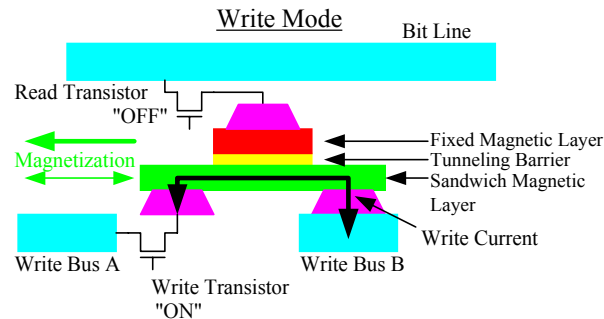 Write Mode
Bit Line
Read Transistor
"OFF"
Magnetization
Fixed Magnetic Layer
Tunneling Barrier
Sandwich Magnetic
Layer
Write Current
Write Bus A
Write Bus B
Write Transistor
"ON"